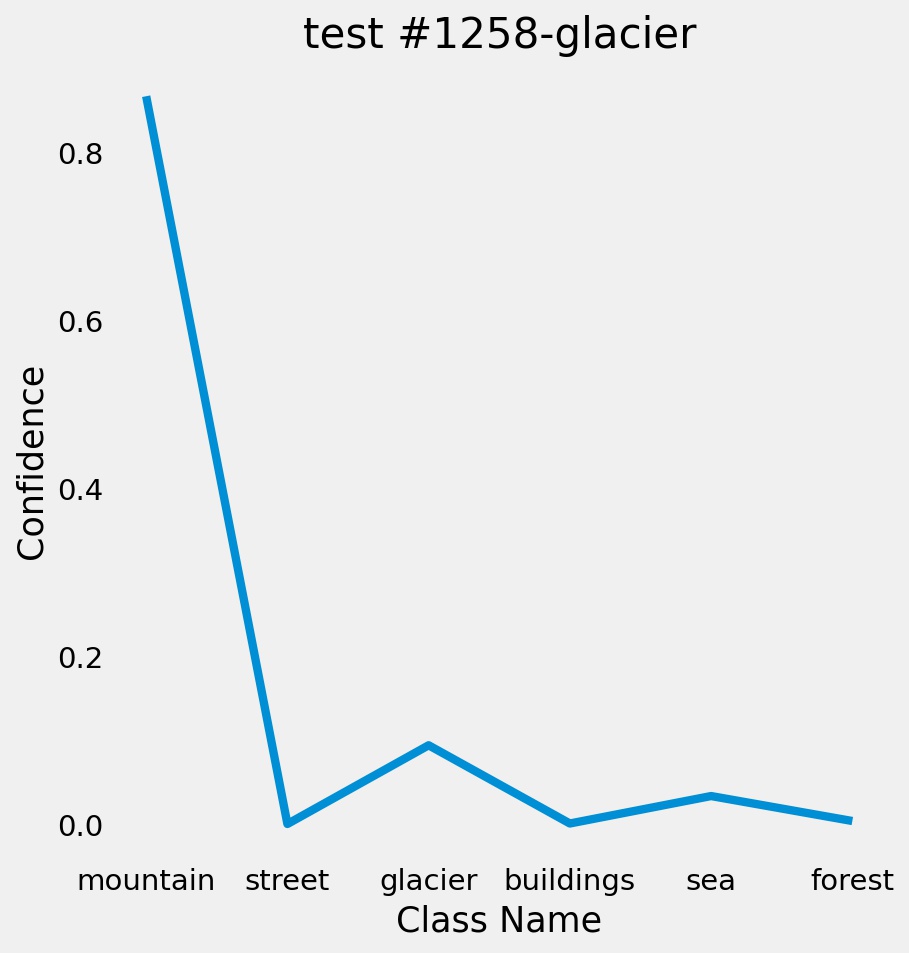 test #1258-glacier
Confidence
0.8
0.6
0.4
0.2
0.0
mountain street glacier buildings sea forest
Class Name